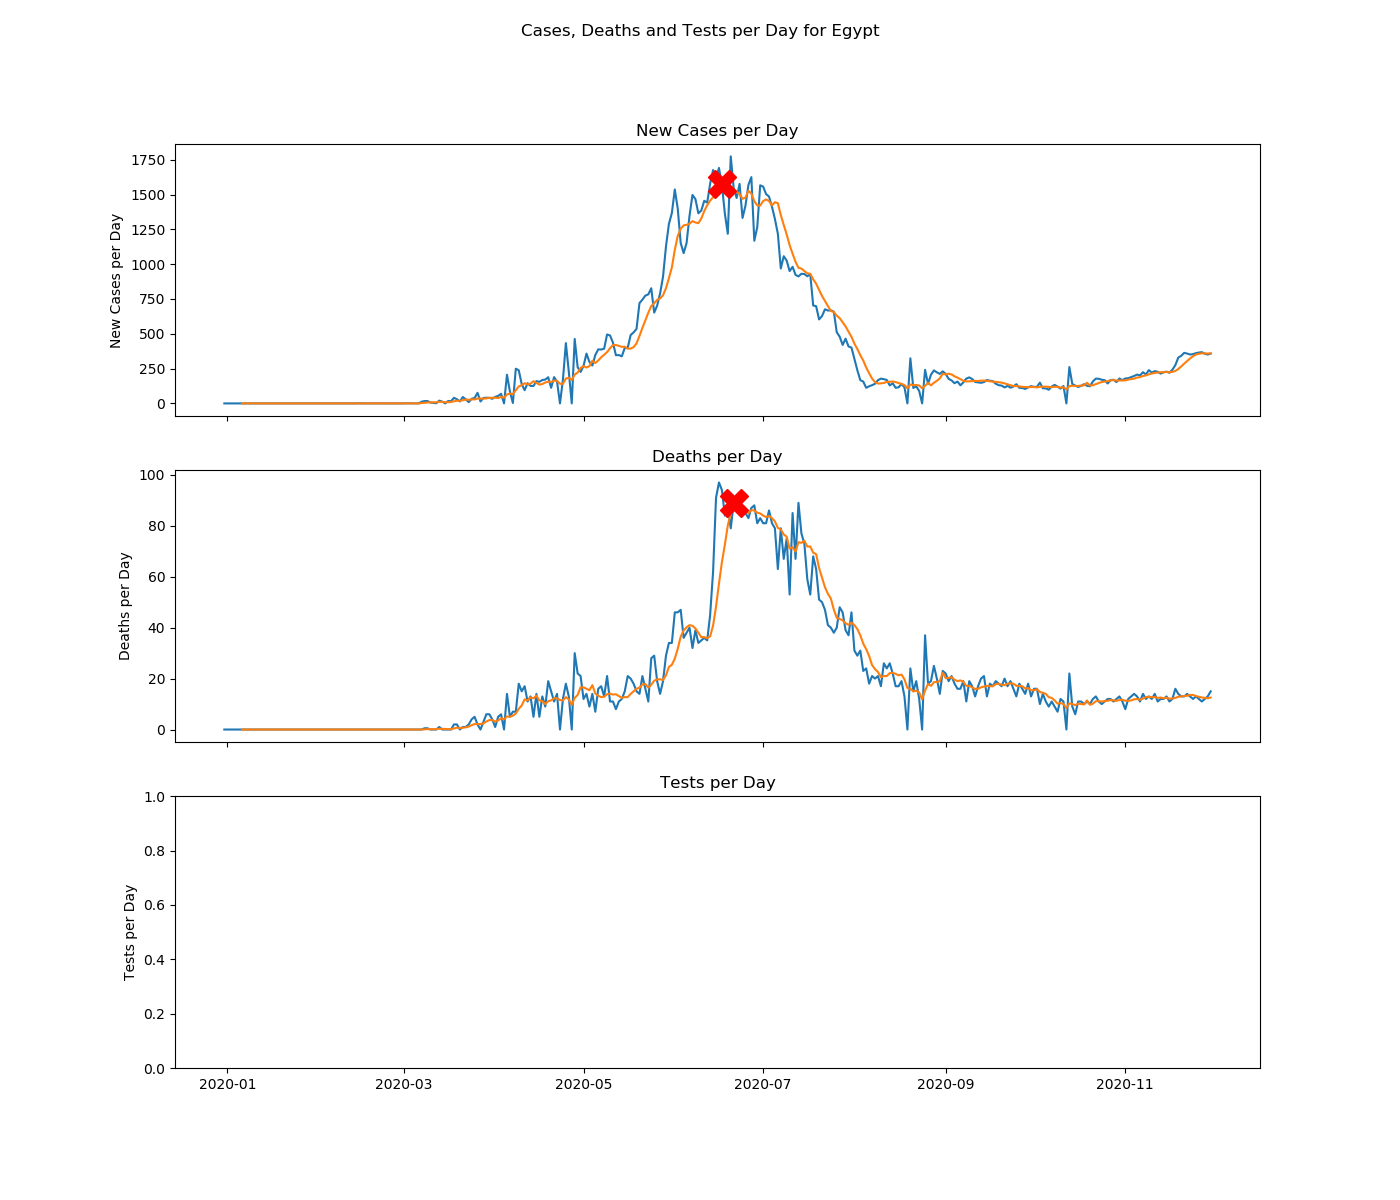 Cases, Deaths and Tests per Day for Egypt
New Cases per Day
New Cases per Day
1750
1500
1250
1000
750
500
250
0
Deaths per Day
Deaths per Day
100
80
60
40
20
0
Tests per Day
Tests per Day
1.0
0.8
0.6
0.4
0.2
0.0
2020-01 2020-03 2020-05 2020-07 2020-09 2020-11